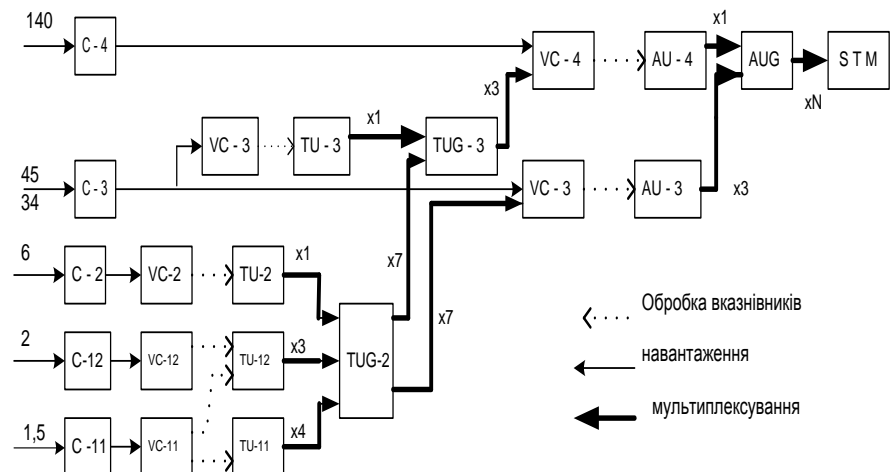 140
C - 4
VC - 4
AU - 4
x1
AUG
xN
S T M
x3
VC - 3
TU - 3
x1
TUG - 3
45
34
C - 3
VC - 3
AU - 3
x3
6
C - 2
VC-2
TU-2
x1
x7
x7
2
C-12
VC-12
TU-12
x3
TUG-2
1,5
C -11
VC-11
TU-11
x4
Обробка вказнівників
навантаження
мультиплексування